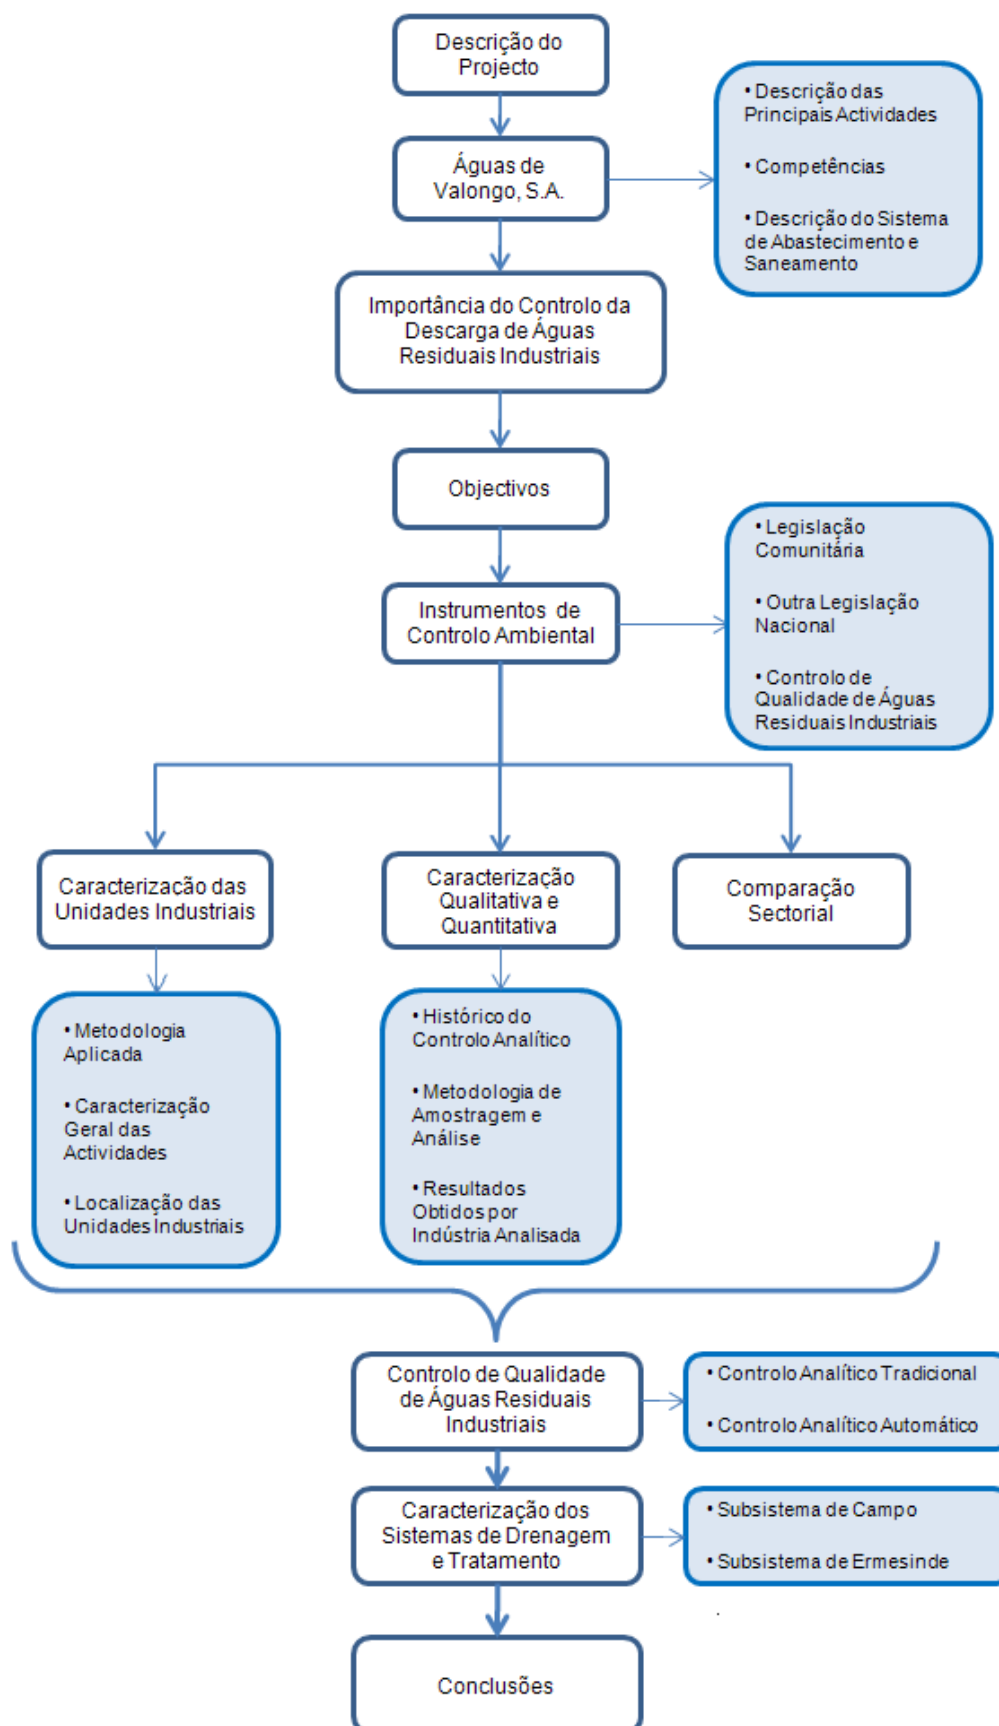 Descrição do
Projecto
Águas de
Valongo, S.A.
• Descrição das
Principais Actividades
• Competências
• Descrição do Sistema
de Abastecimento e
Saneamento
Importância do Controlo da
Descarga de Águas
Residuais Industriais
Objectivos
Instrumentos de
Controlo Ambiental
• Legislação
Comunitária
• Outra Legislação
Nacional
• Controlo de
Qualidade de Águas
Residuais Industriais
Caracterização das
Unidades Industriais
Caracterização
Qualitativa e
Quantitativa
Comparação
Sectorial
• Metodologia
Aplicada
• Caracterização
Geral das
Actividades
• Localização das
Unidades Industriais
• Histórico do
Controlo Analítico
• Metodologia de
Amostragem e
Análise
• Resultados
Obtidos por
Indústria Analisada
Controlo de Qualidade
de Águas Residuais
Industriais
• Controlo Analítico Tradicional
• Controlo Analítico Automático
Caracterização dos
Sistemas de Drenagem
e Tratamento
• Subsistema de Campo
• Subsistema de Ermesinde
.
Conclusões